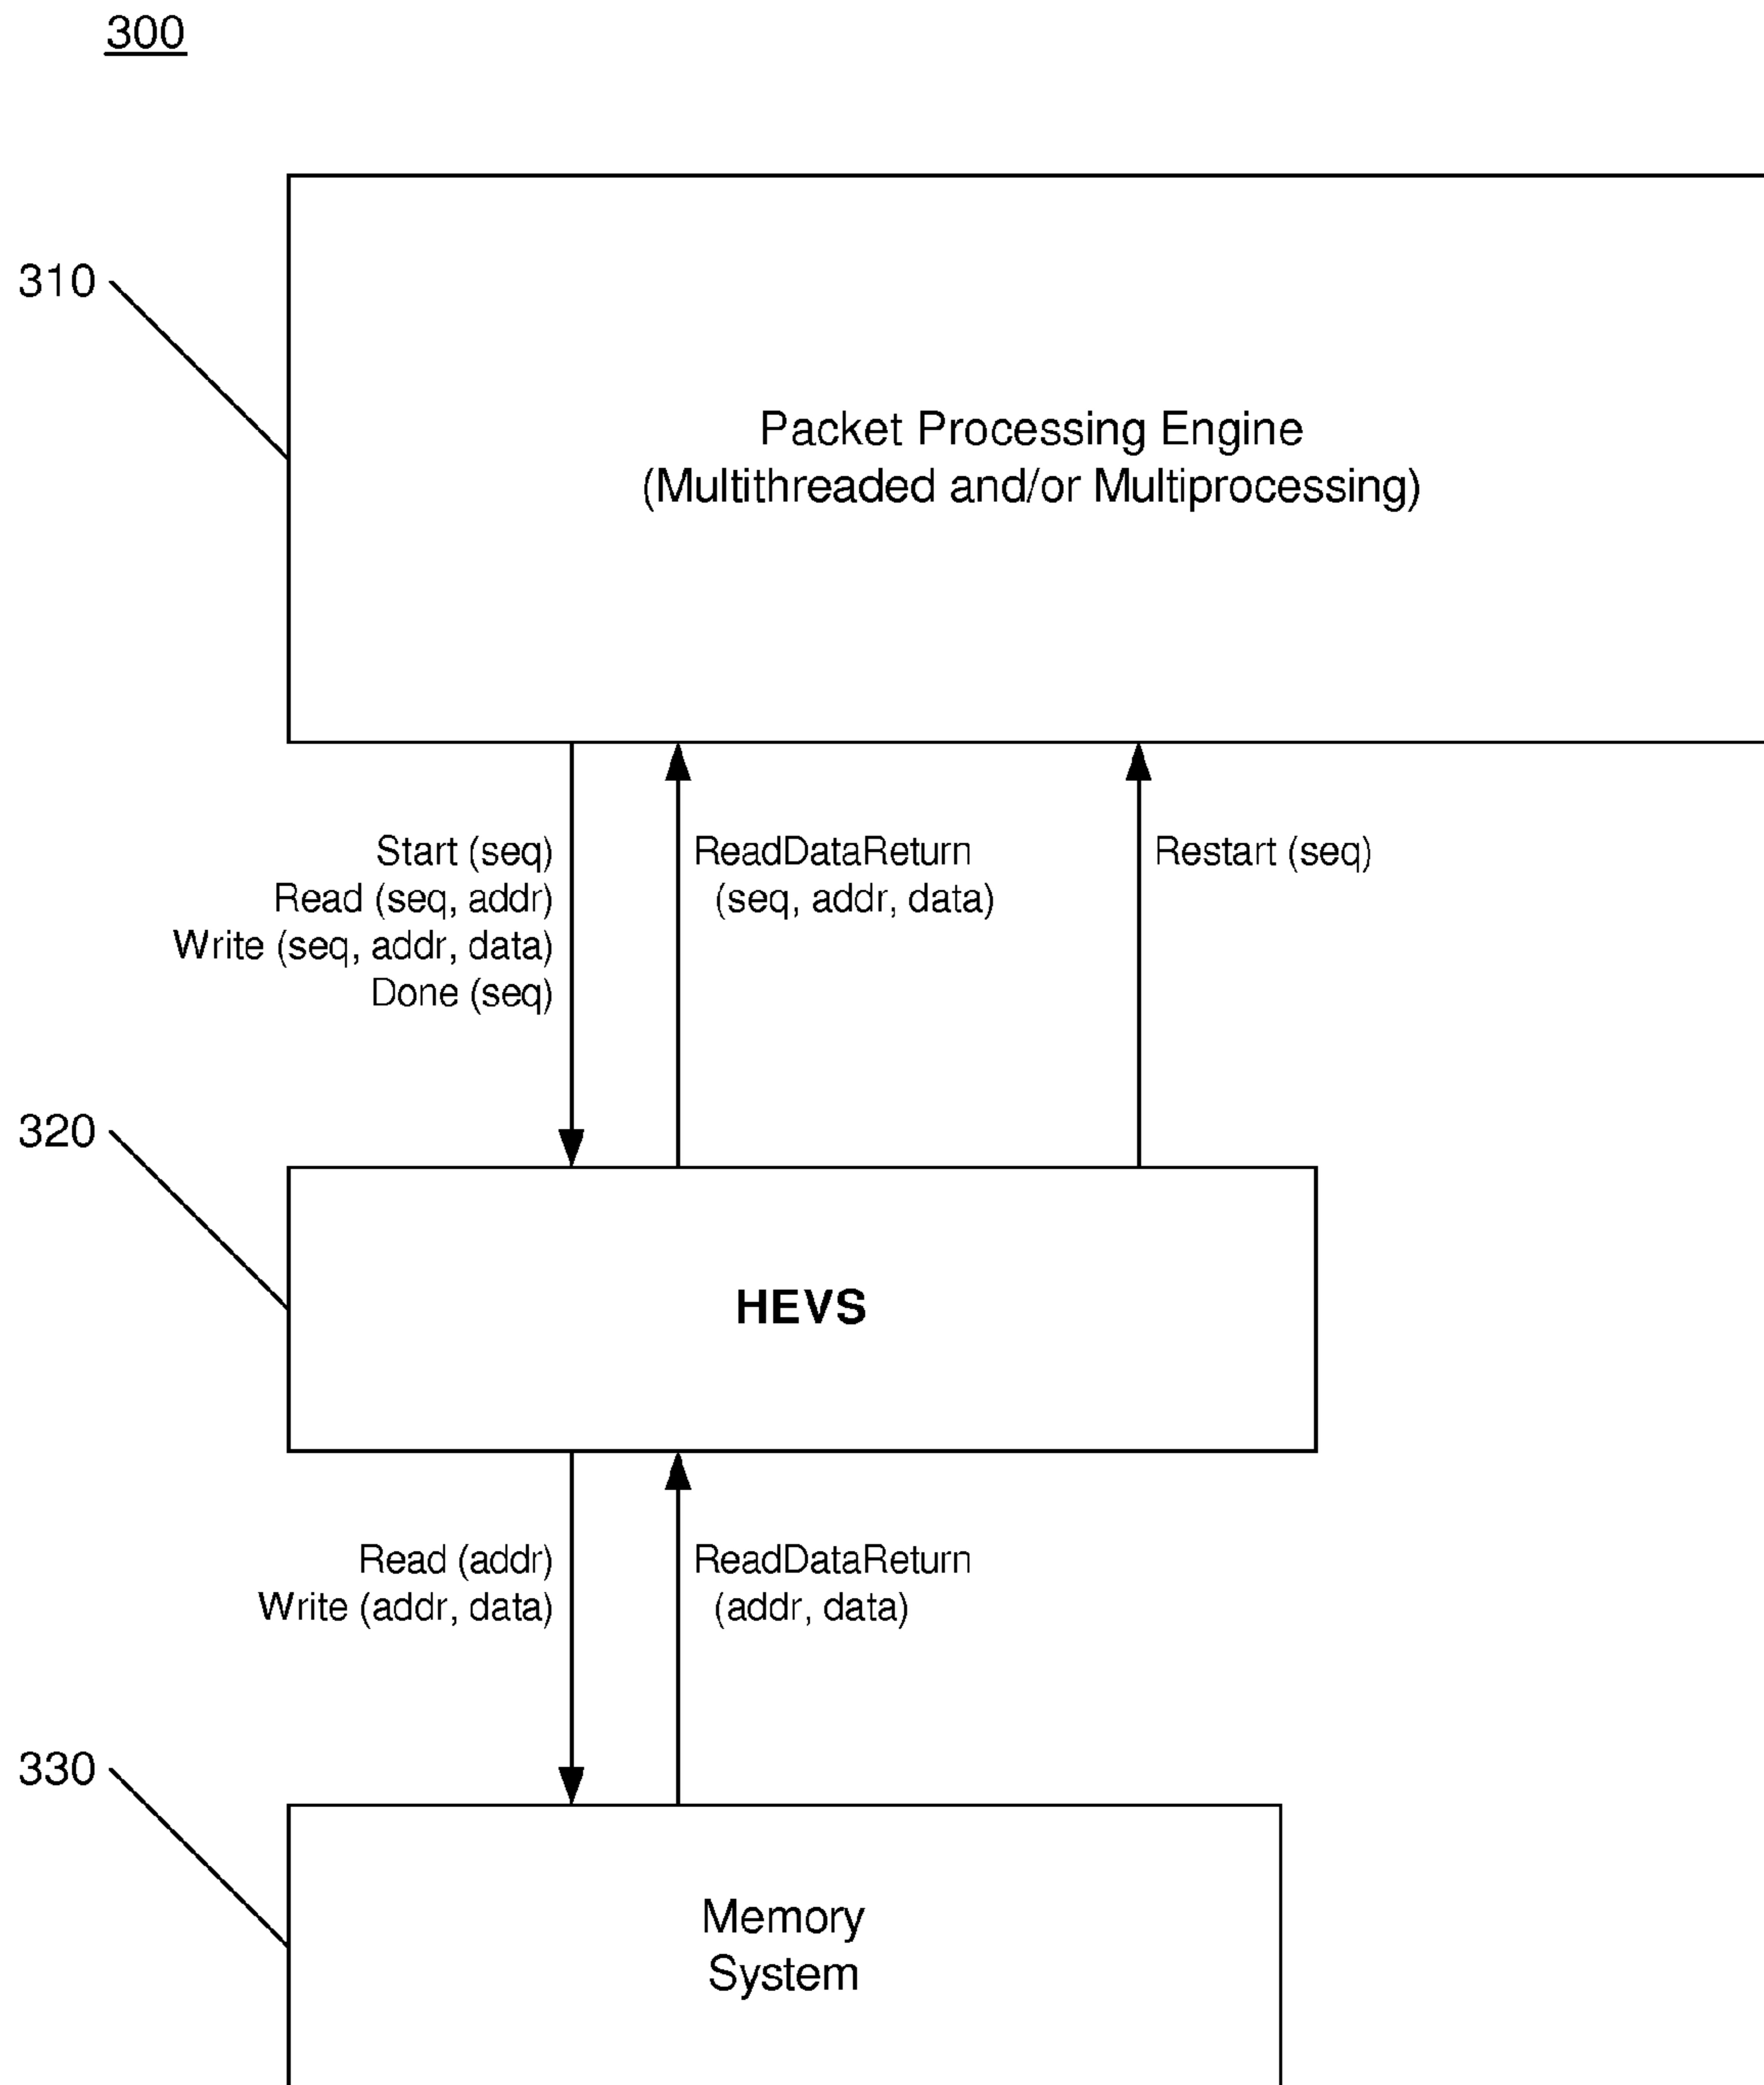 300
310
Packet Processing Engine
(Multithreaded and/or Multiprocessing)
Start (seq)
Read (seq, addr)
Write (seq, addr, data)
Done (seq)
ReadDataReturn
(seq, addr, data)
Restart (seq)
320
HEVS
Read (addr)
Write (addr, data)
ReadDataReturn
(addr, data)
330
Memory
System